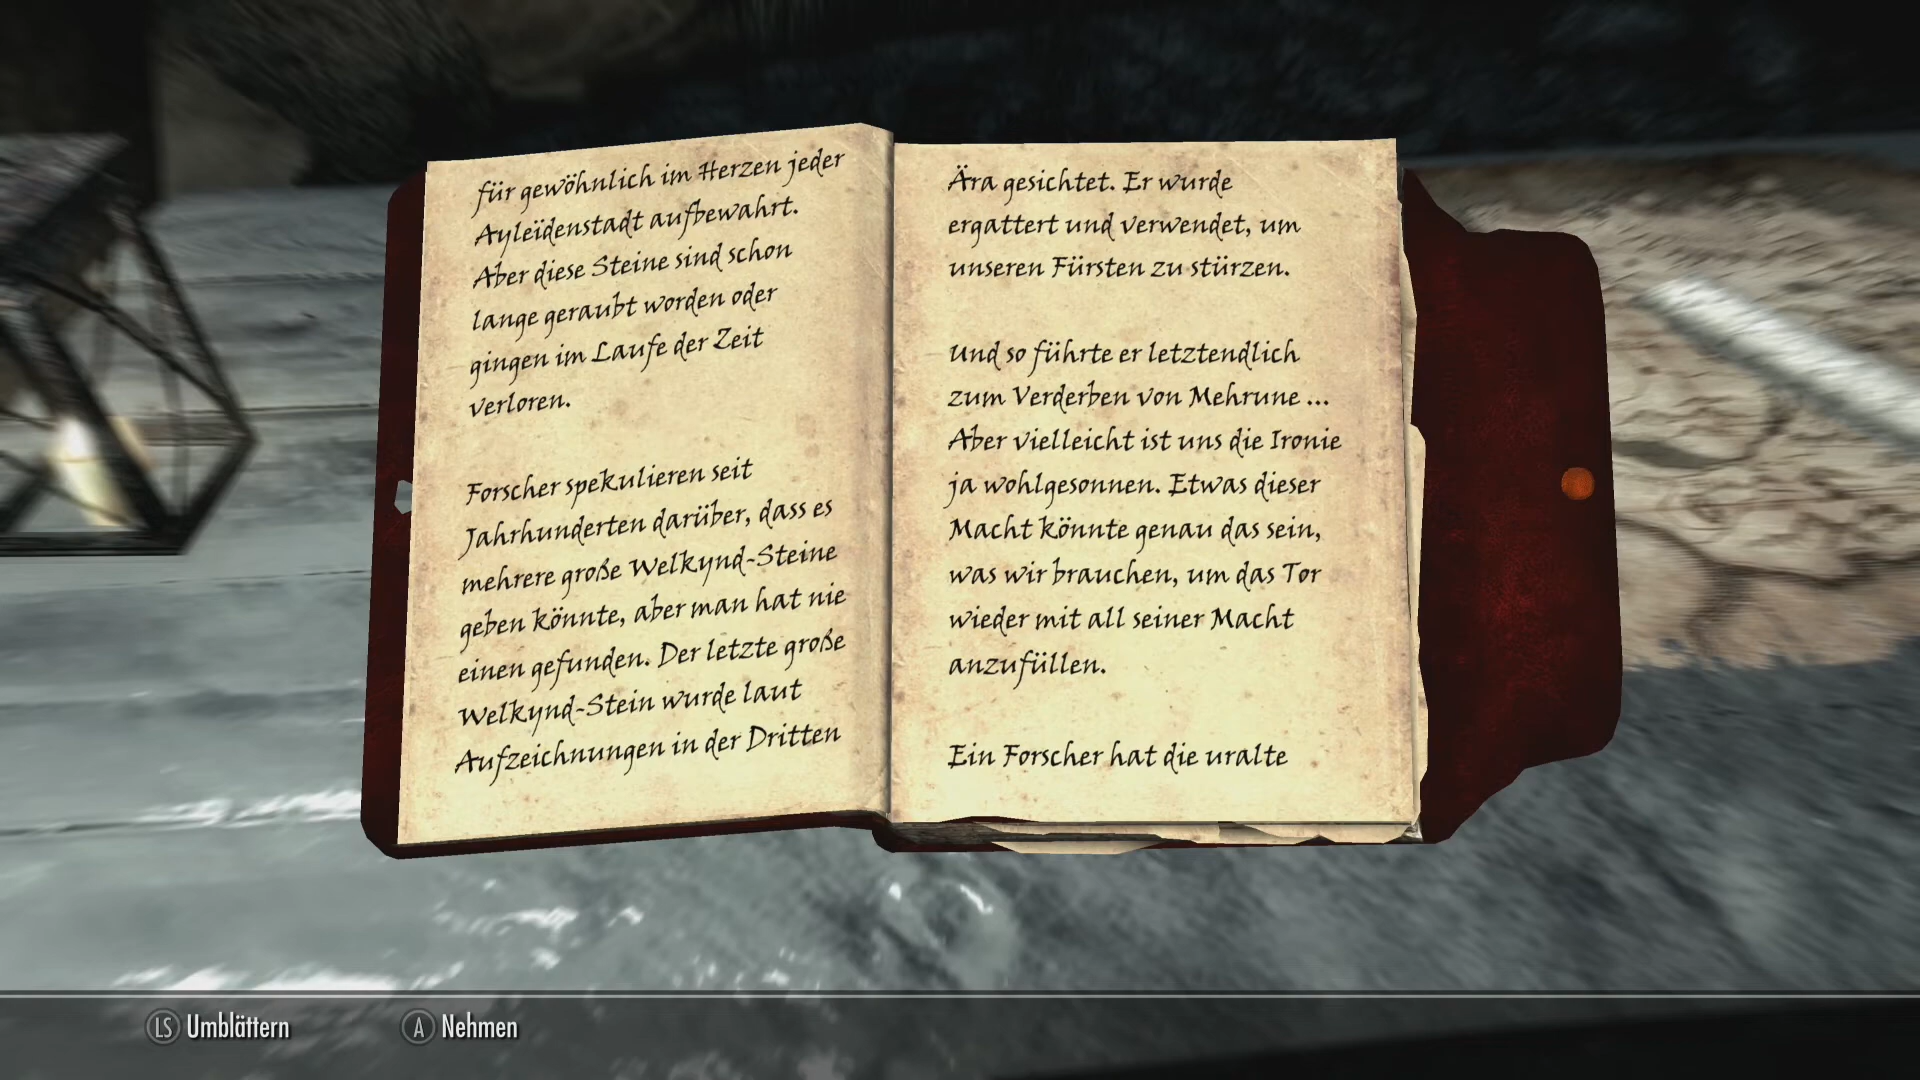 für gewöhnlich im Herzen jeder
Ayleïdenstadt aufbewahrt.
Aber diese Steine sind schon
lange geraubt worden oder
gingen im Laufe der Zeit
verloren.
Forscher spekulieren seit
Jahrhunderten darüber, dass es
mehrere große Welkynd-Steine
geben könnte, aber man hat nie
einen gefunden. Der letzte große
Welkynd-Stein wurde laut
Aufzeichnungen in der Dritten
Ära gesichtet. Er wurde
ergattert und verwendet, um
unseren Fürsten zu stürzen.
Und so führte er letztendlich
zum Verderben von Mehrune ...
Aber vielleicht ist uns die Ironie
ja wohlgesonnen. Etwas dieser
Macht könnte genau das sein,
was wir brauchen, um das Tor
wieder mit all seiner Macht
anzufüllen.
Ein Forscher hat die uralte
LS Umblättern
A Nehmen